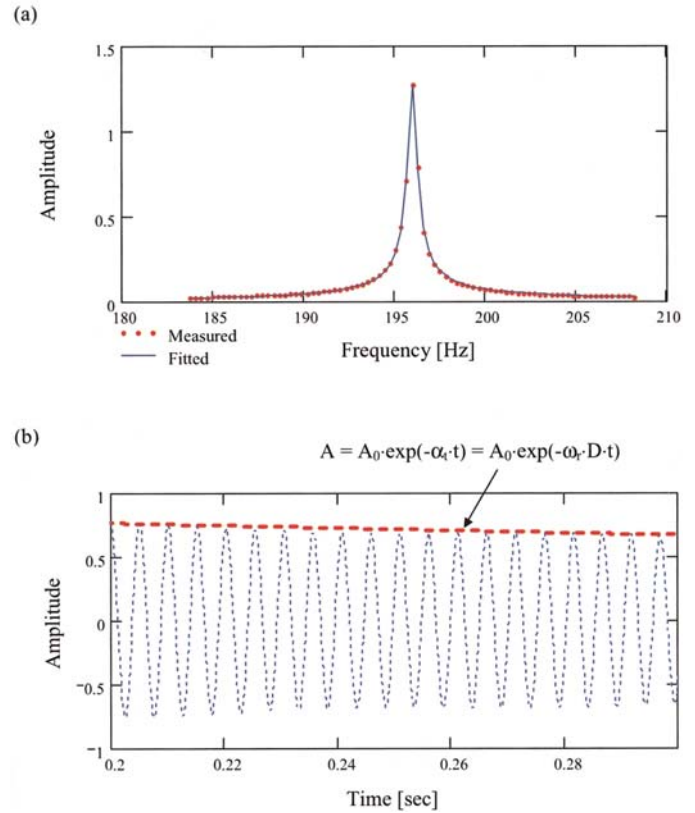 (a)
1.5
1
0.5
0
Amplitude
180 185 190 195 200 205 210
Measured
Fitted
Frequency [Hz]
(b)
A = A₀·exp(-αₜ·t) = A₀·exp(-ωᵣ·D·t)
1
0.5
0
−0.5
−1
Amplitude
0.2 0.22 0.24 0.26 0.28
Time [sec]